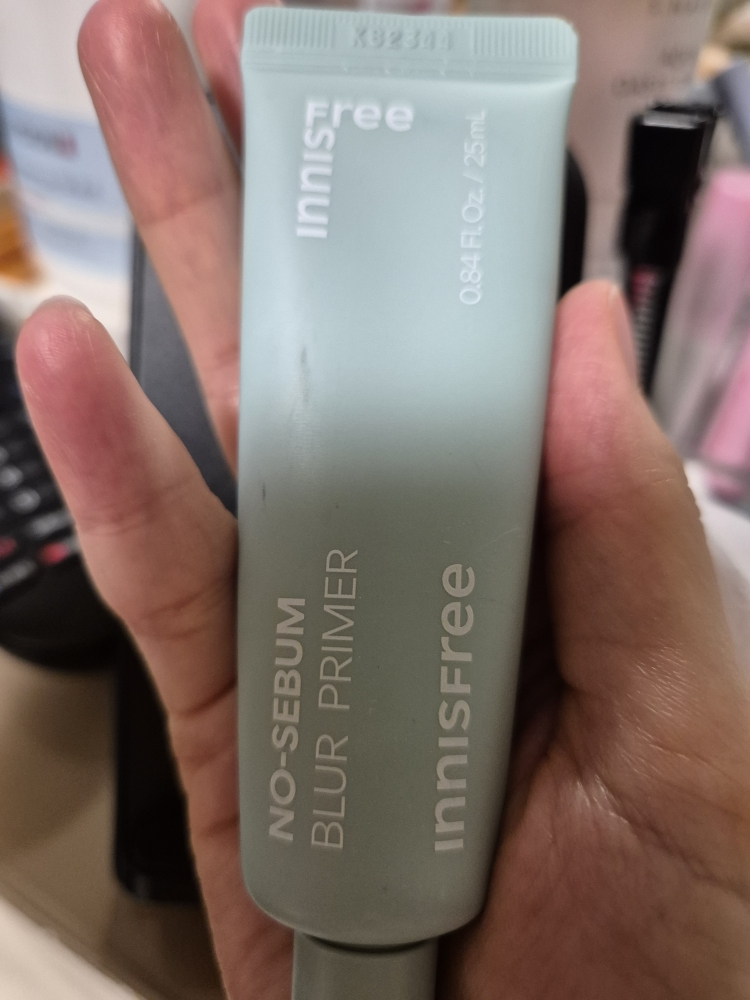 InnisFree
0.84 Fl.Oz. / 25mL
NO-SEBUM
BLUR PRIMER
InnisFree